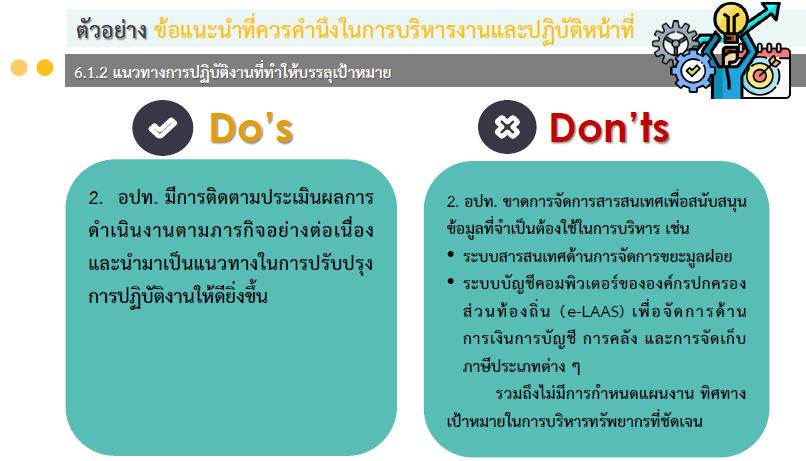 ตัวอย่าง ข้อแนะนำที่ควรคำนึงในการบริหารงานและปฏิบัติหน้าที่
6.1.2 แนวทางการปฏิบัติงานที่ทำให้บรรลุเป้าหมาย
Do's
2. อปท. มีการติดตามประเมินผลการ
ดำเนินงานตามภารกิจอย่างต่อเนื่อง
และนำมาเป็นแนวทางในการปรับปรุง
การปฏิบัติงานให้ดียิ่งขึ้น
Don'ts
2. อปท. ขาดการจัดการสารสนเทศเพื่อสนับสนุน
ข้อมูลที่จำเป็นต้องใช้ในการบริหาร เช่น
• ระบบสารสนเทศด้านการจัดการขยะมูลฝอย
• ระบบบัญชีคอมพิวเตอร์ขององค์กรปกครอง
ส่วนท้องถิ่น (e-LAAS) เพื่อจัดการด้าน
การเงินการบัญชี การคลัง และการจัดเก็บ
ภาษีประเภทต่าง ๆ
รวมถึงไม่มีการกำหนดแผนงาน ทิศทาง
เป้าหมายในการบริหารทรัพยากรที่ชัดเจน